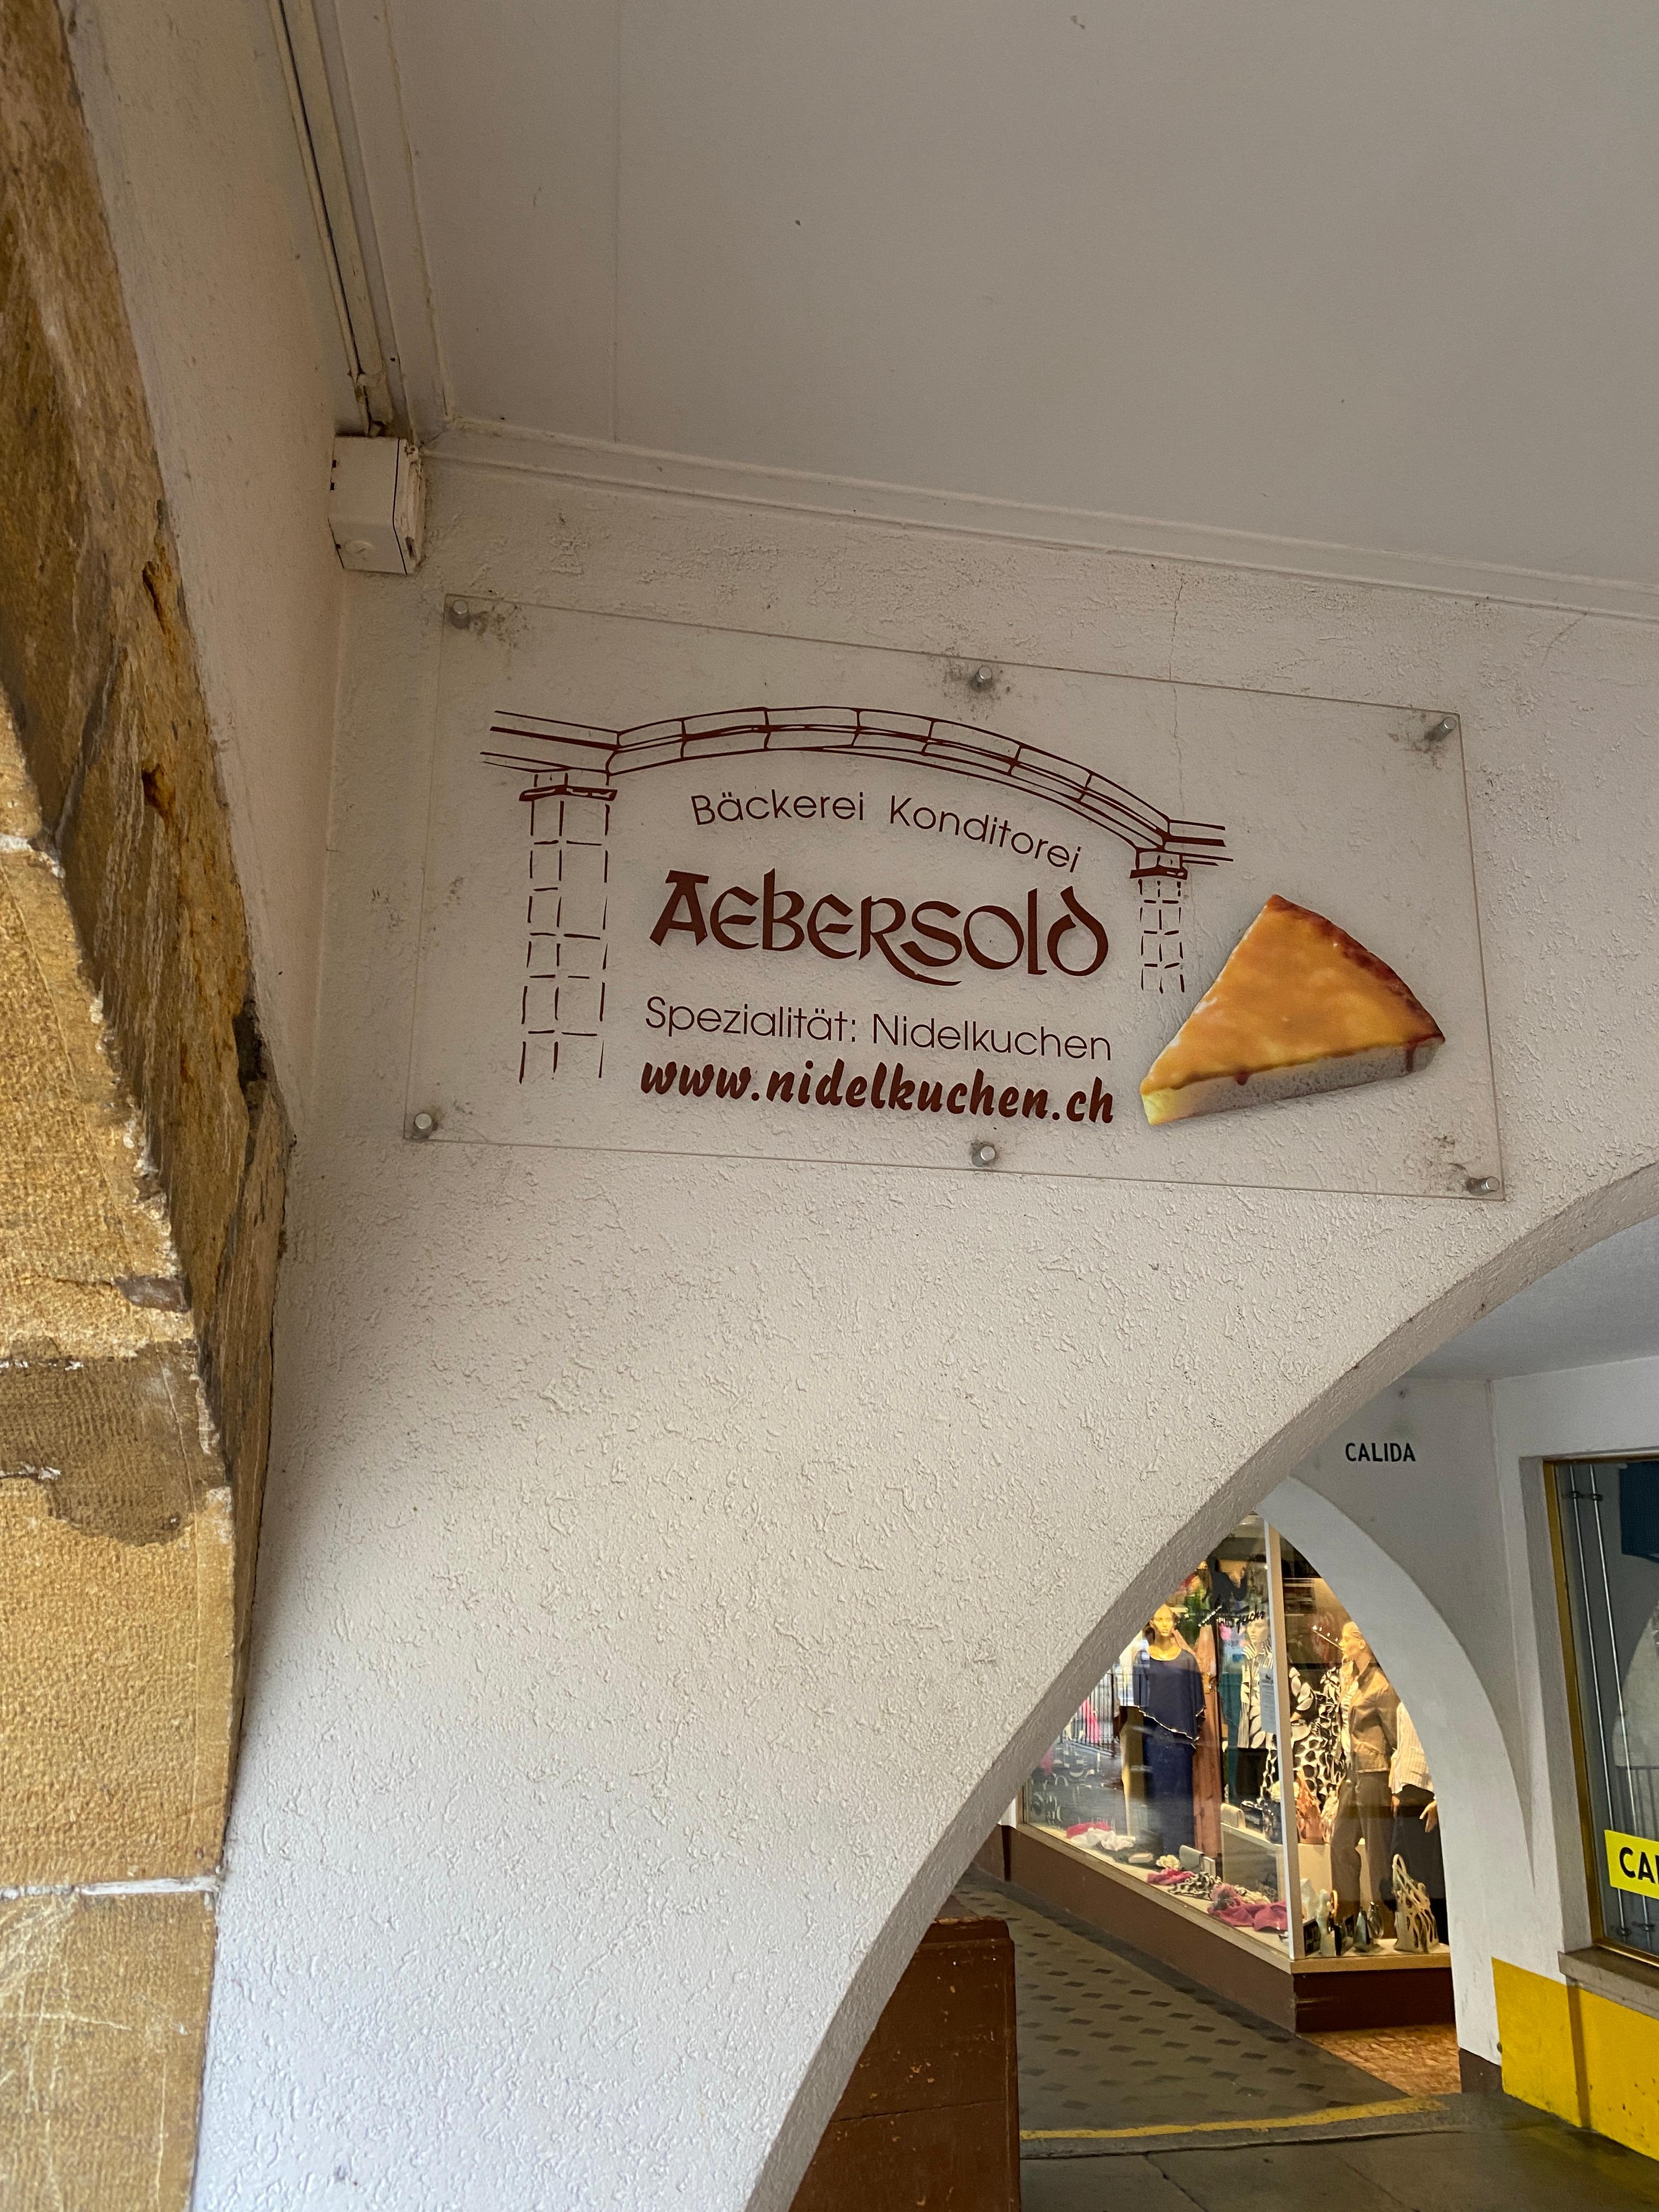 Bäckerei Konditorei
AEBERSOLD
Spezialität: Nidelkuchen
www.nidelkuchen.ch
CALIDA